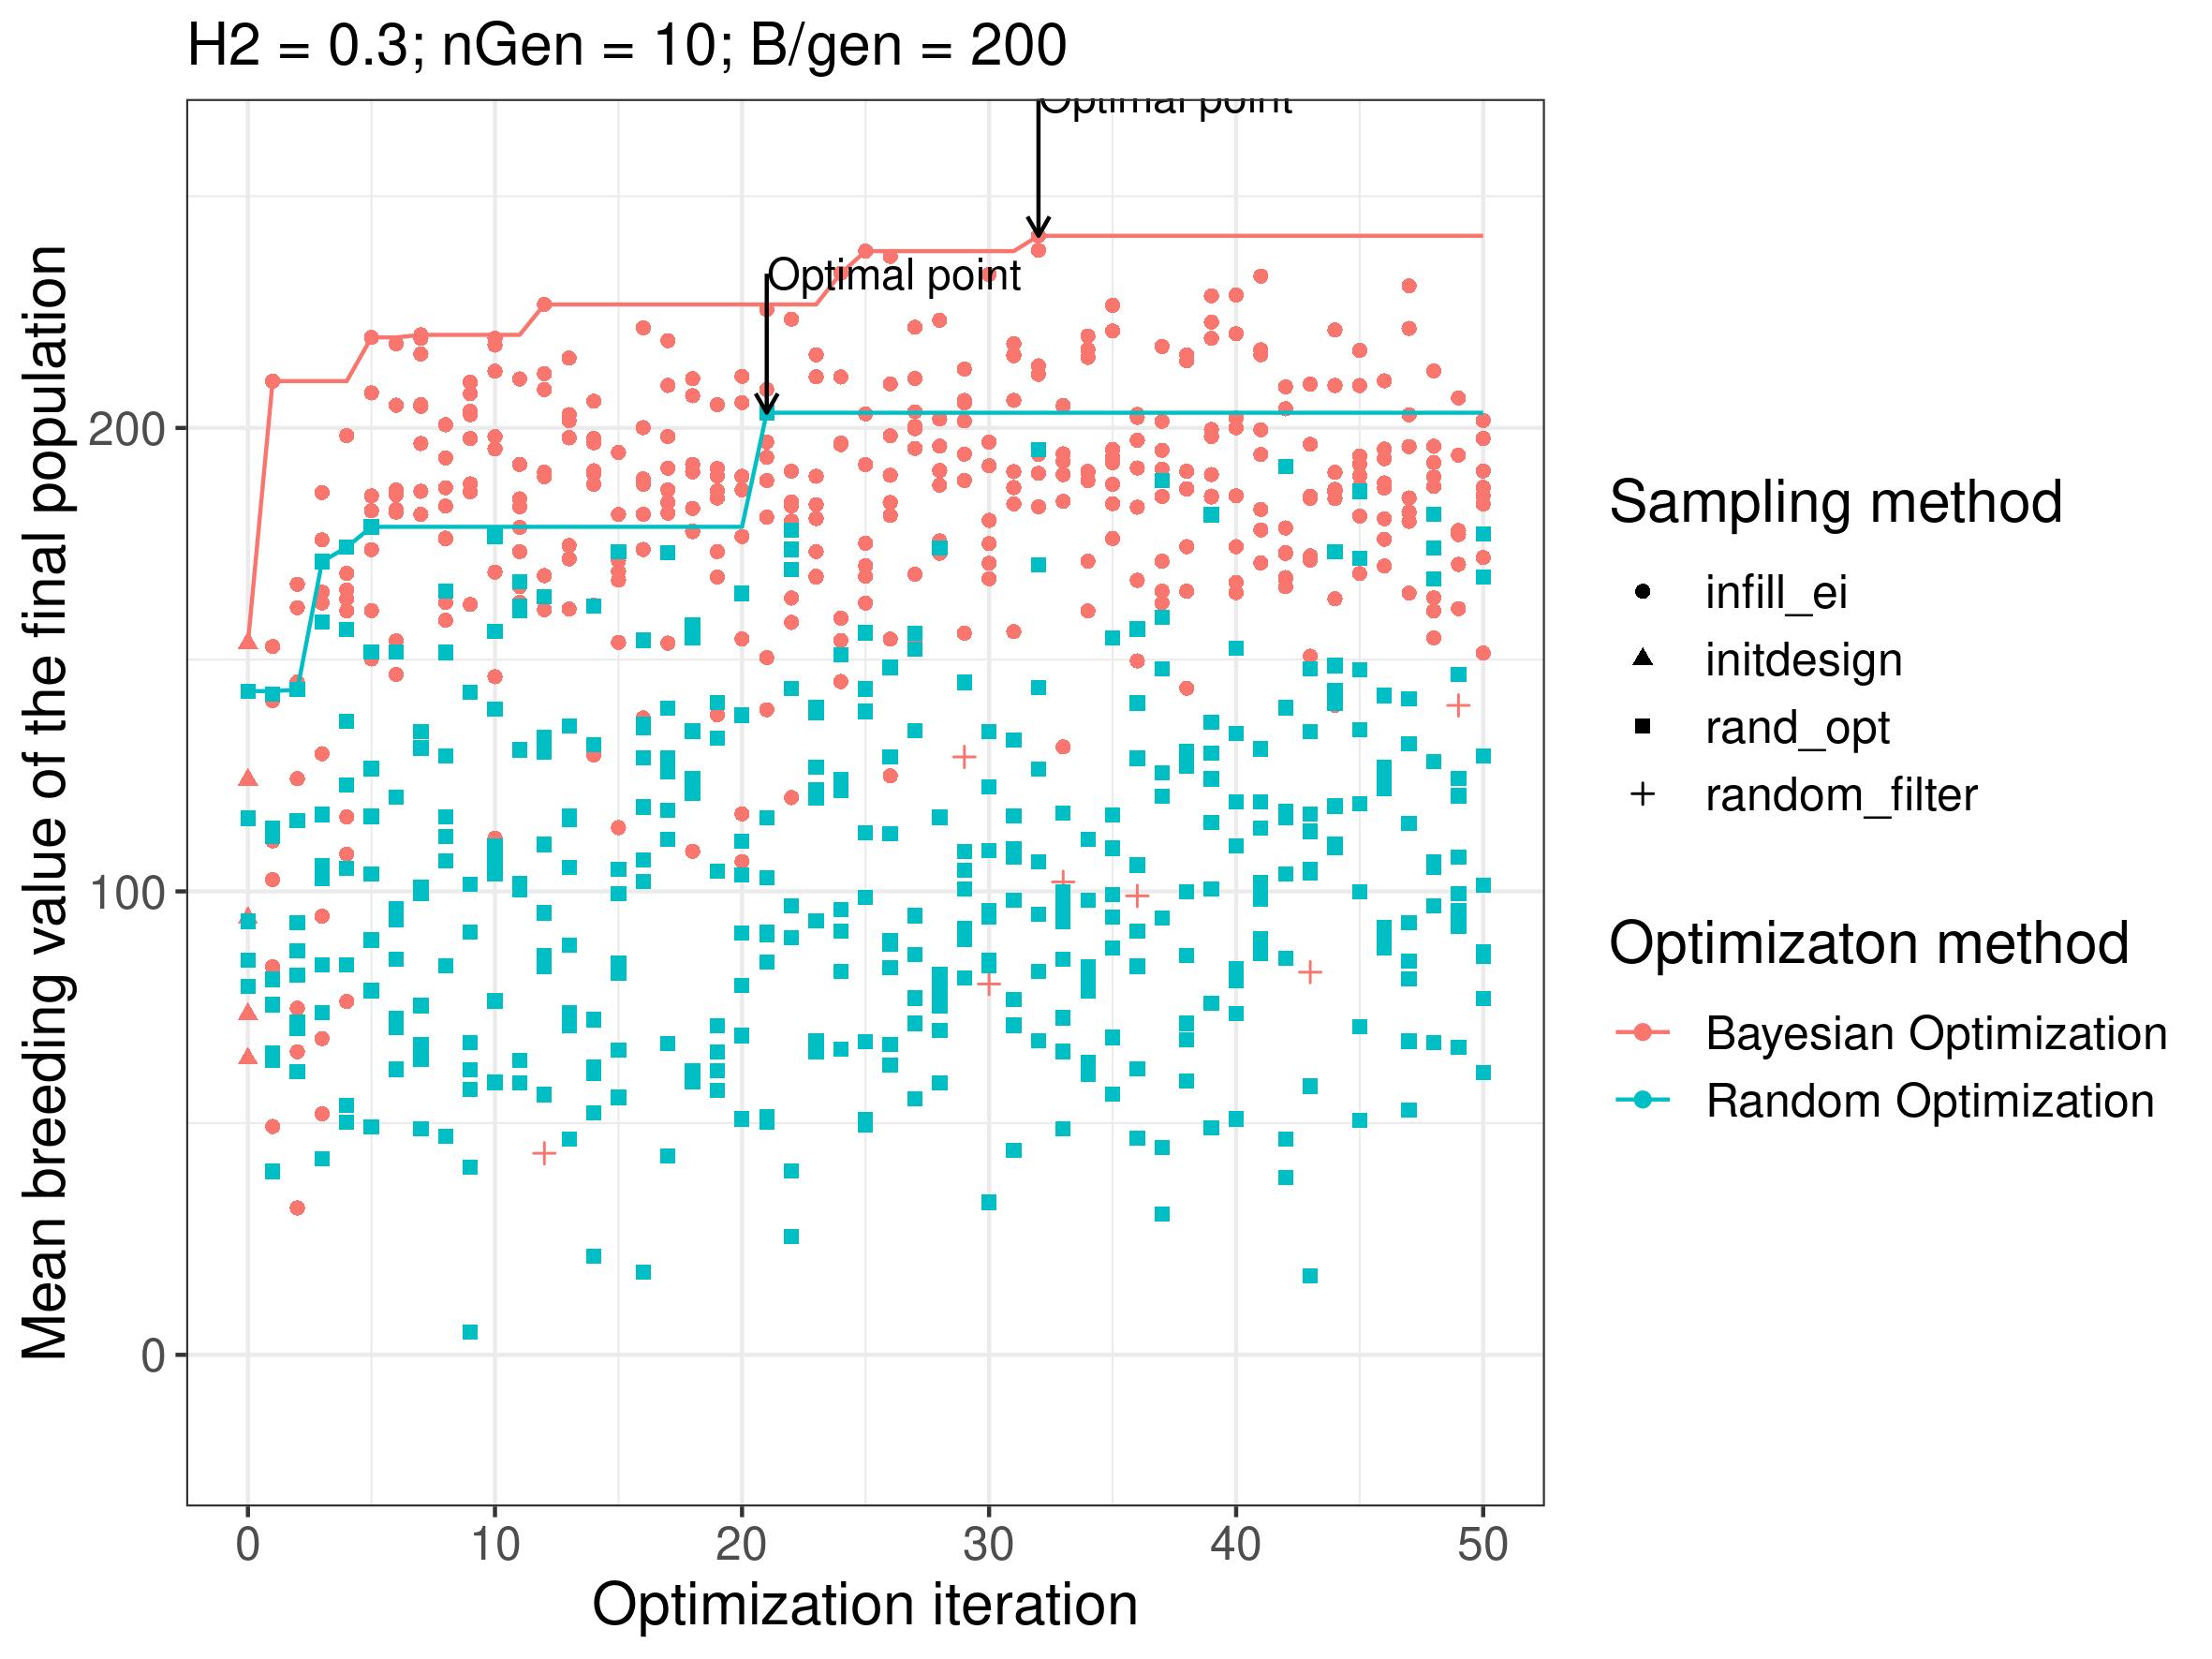 H2 = 0.3; nGen = 10; B/gen = 200
Optimal point
Optimal point
Mean breeding value of the final population
200
100
0
0 10 20 30 40 50
Optimization iteration
Sampling method
infill_ei
initdesign
rand_opt
random_filter
Optimizaton method
Bayesian Optimization
Random Optimization